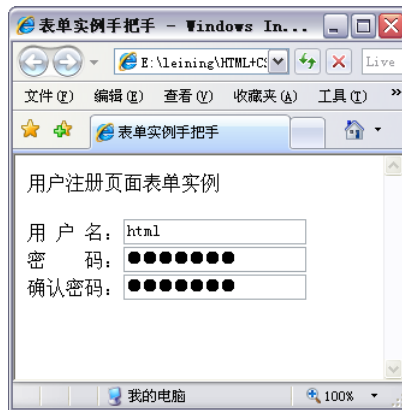 表单实例手把手 - Windows In...
E:\leining\HTML+CS
Live
文件(F) 编辑(E) 查看(V) 收藏夹(A) 工具(T) »
表单实例手把手
用户注册页面表单实例
用 户 名： html
密 码： ●●●●●●●
确认密码： ●●●●●●●
我的电脑 100%